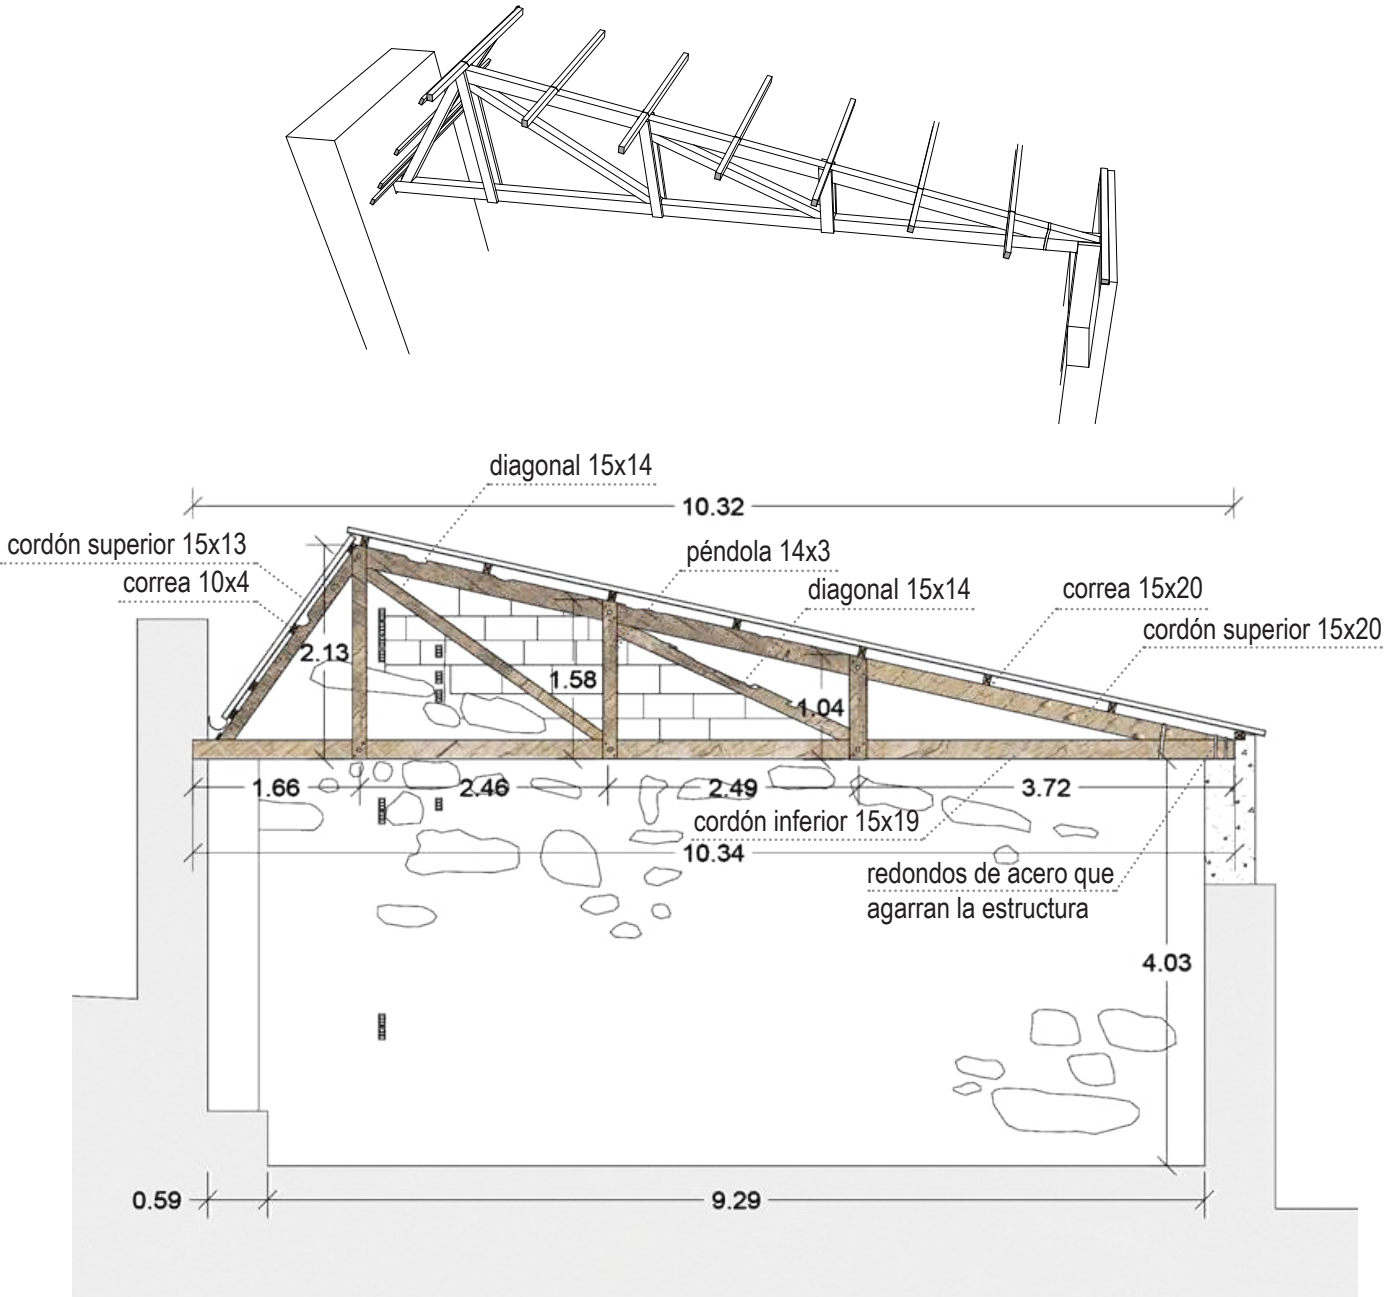 diagonal 15x14
10.32
cordón superior 15x13
péndola 14x3
correa 10x4
diagonal 15x14
correa 15x20
cordón superior 15x20
2.13
1.58
1.04
1.66
2.46
2.49
3.72
cordón inferior 15x19
10.34
redondos de acero que
agarran la estructura
4.03
0.59
9.29